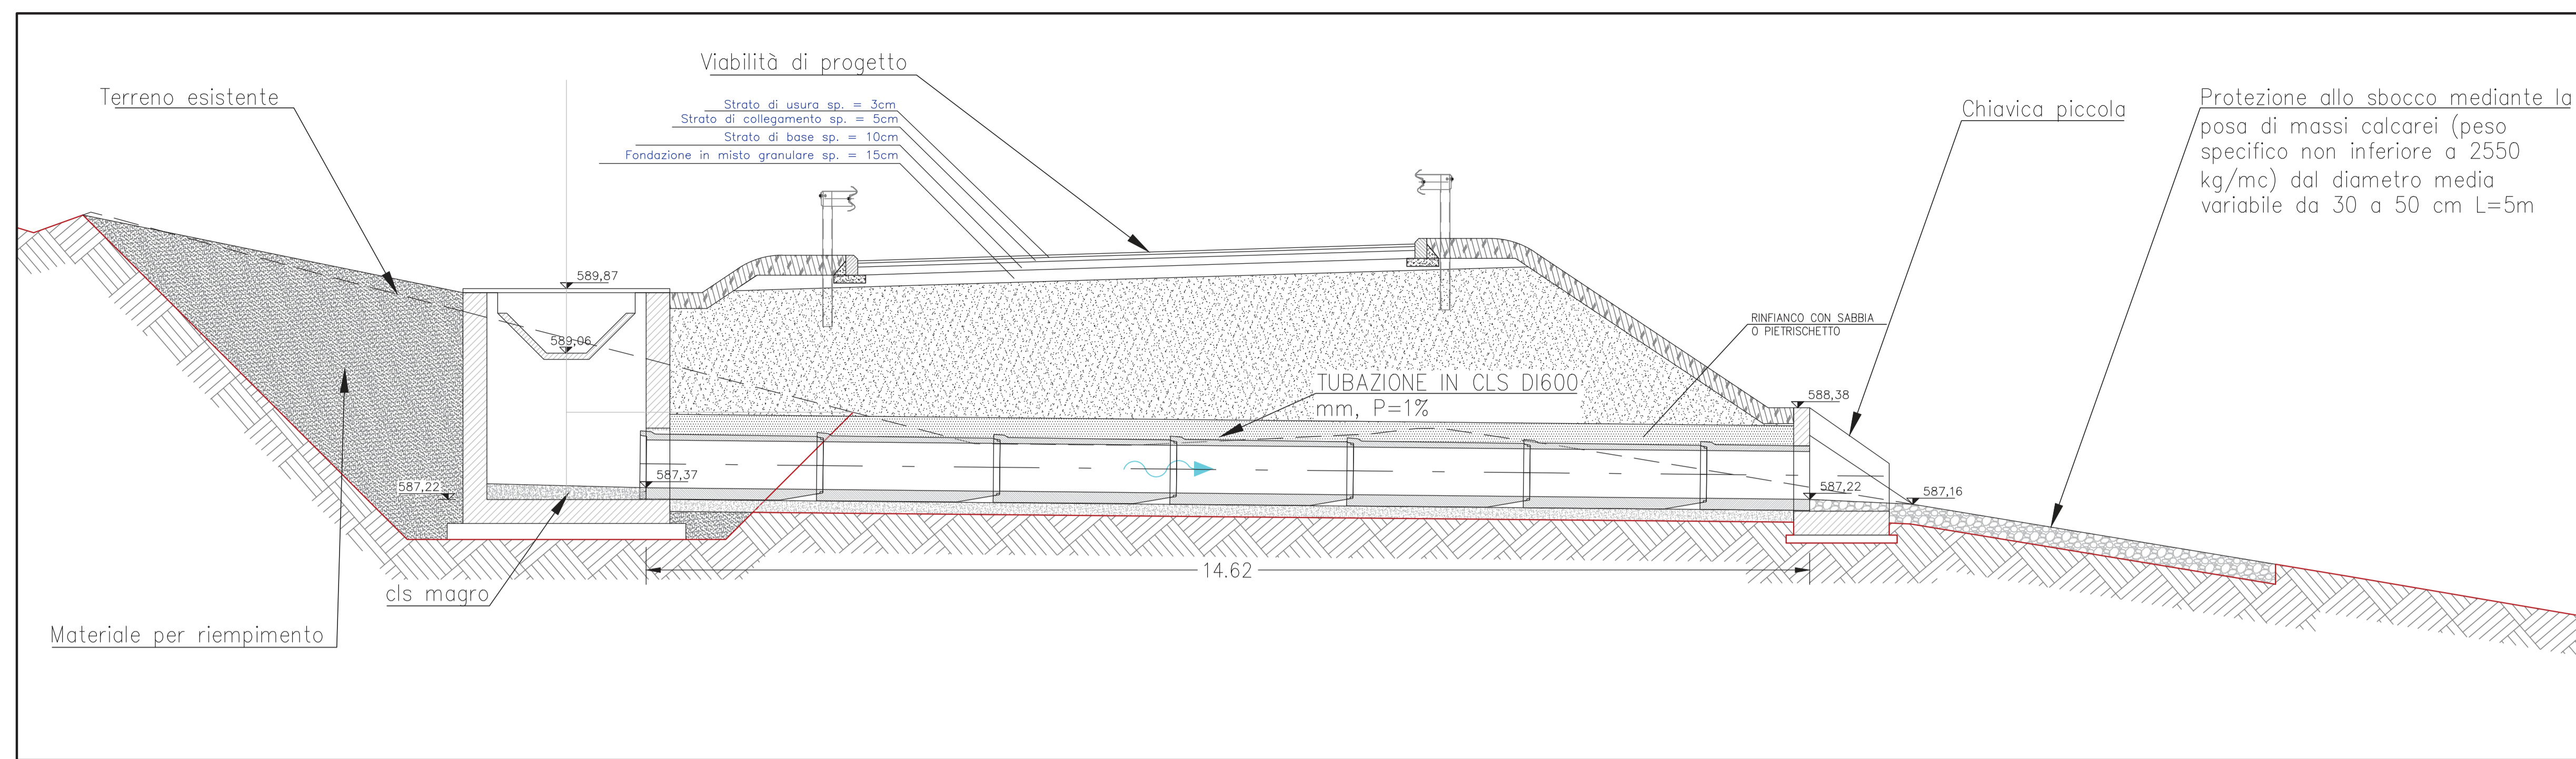 Viabilità di progetto
Terreno esistente
Strato di usura sp. = 3cm
Strato di collegamento sp. = 5cm
Strato di base sp. = 10cm
Fondazione in misto granulare sp. = 15cm
Chiavica piccola
Protezione allo sbocco mediante la
posa di massi calcarei (peso
specifico non inferiore a 2550
kg/mc) dal diametro media
variabile da 30 a 50 cm L=5m
589,87
589,06
RINFIANCO CON SABBIA
O PIETRISCHETTO
TUBAZIONE IN CLS DI600
mm, P=1%
588,38
587,22
587,37
587,22
587,16
14.62
cls magro
Materiale per riempimento